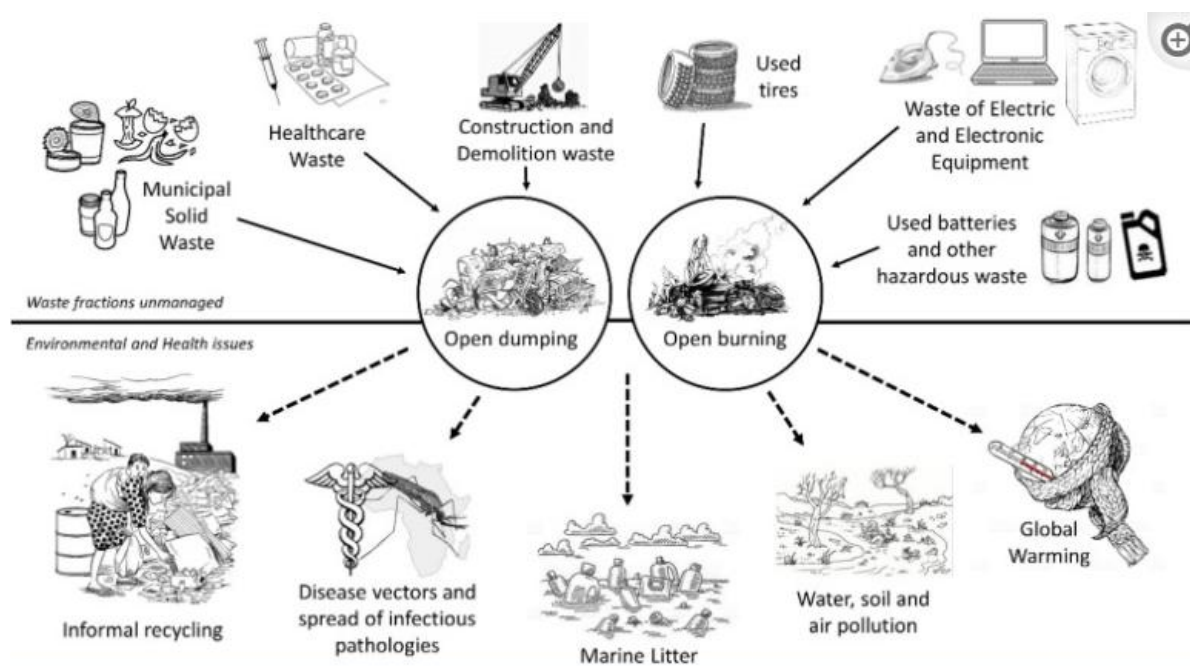 Healthcare
Waste
Construction and
Demolition waste
Used
tires
Waste of Electric
and Electronic
Equipment
Municipal
Solid
Waste
Used batteries
and other
hazardous waste
Waste fractions unmanaged
Open dumping
Open burning
Environmental and Health issues
Informal recycling
Disease vectors and
spread of infectious
pathologies
Marine Litter
Water, soil and
air pollution
Global
Warming